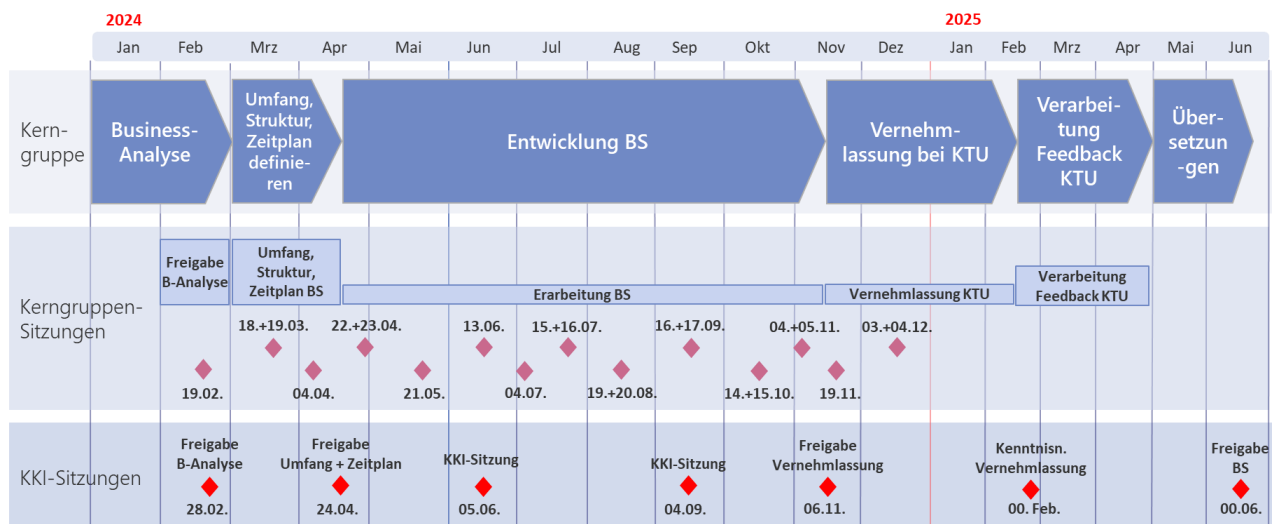 2024
2025
Jan Feb Mrz Apr Mai Jun Jul Aug Sep Okt Nov Dez Jan Feb Mrz Apr Mai Jun
Kern-
gruppe
Business-
Analyse
Umfang,
Struktur,
Zeitplan
definie-
ren
Entwicklung BS
Vernehm-
lassung bei KTU
Verarbei-
tung
Feedback
KTU
Über-
setzun
-gen
Kerngruppen-
Sitzungen
Freigabe
B-Analyse
Umfang,
Struktur,
Zeitplan BS
Erarbeitung BS
Vernehmlassung KTU
Verarbeitung
Feedback KTU
18.+19.03. 22.+23.04. 13.06. 15.+16.07. 16.+17.09. 04.+05.11. 03.+04.12.
19.02. 04.04. 21.05. 04.07. 19.+20.08. 14.+15.10. 19.11.
KKI-Sitzungen
Freigabe
B-Analyse
28.02.
Freigabe
Umfang + Zeitplan
24.04.
KKI-Sitzung
05.06.
KKI-Sitzung
04.09.
Freigabe
Vernehmlassung
06.11.
Kenntnisn.
Vernehmlassung
00. Feb.
Freigabe
BS
00.06.